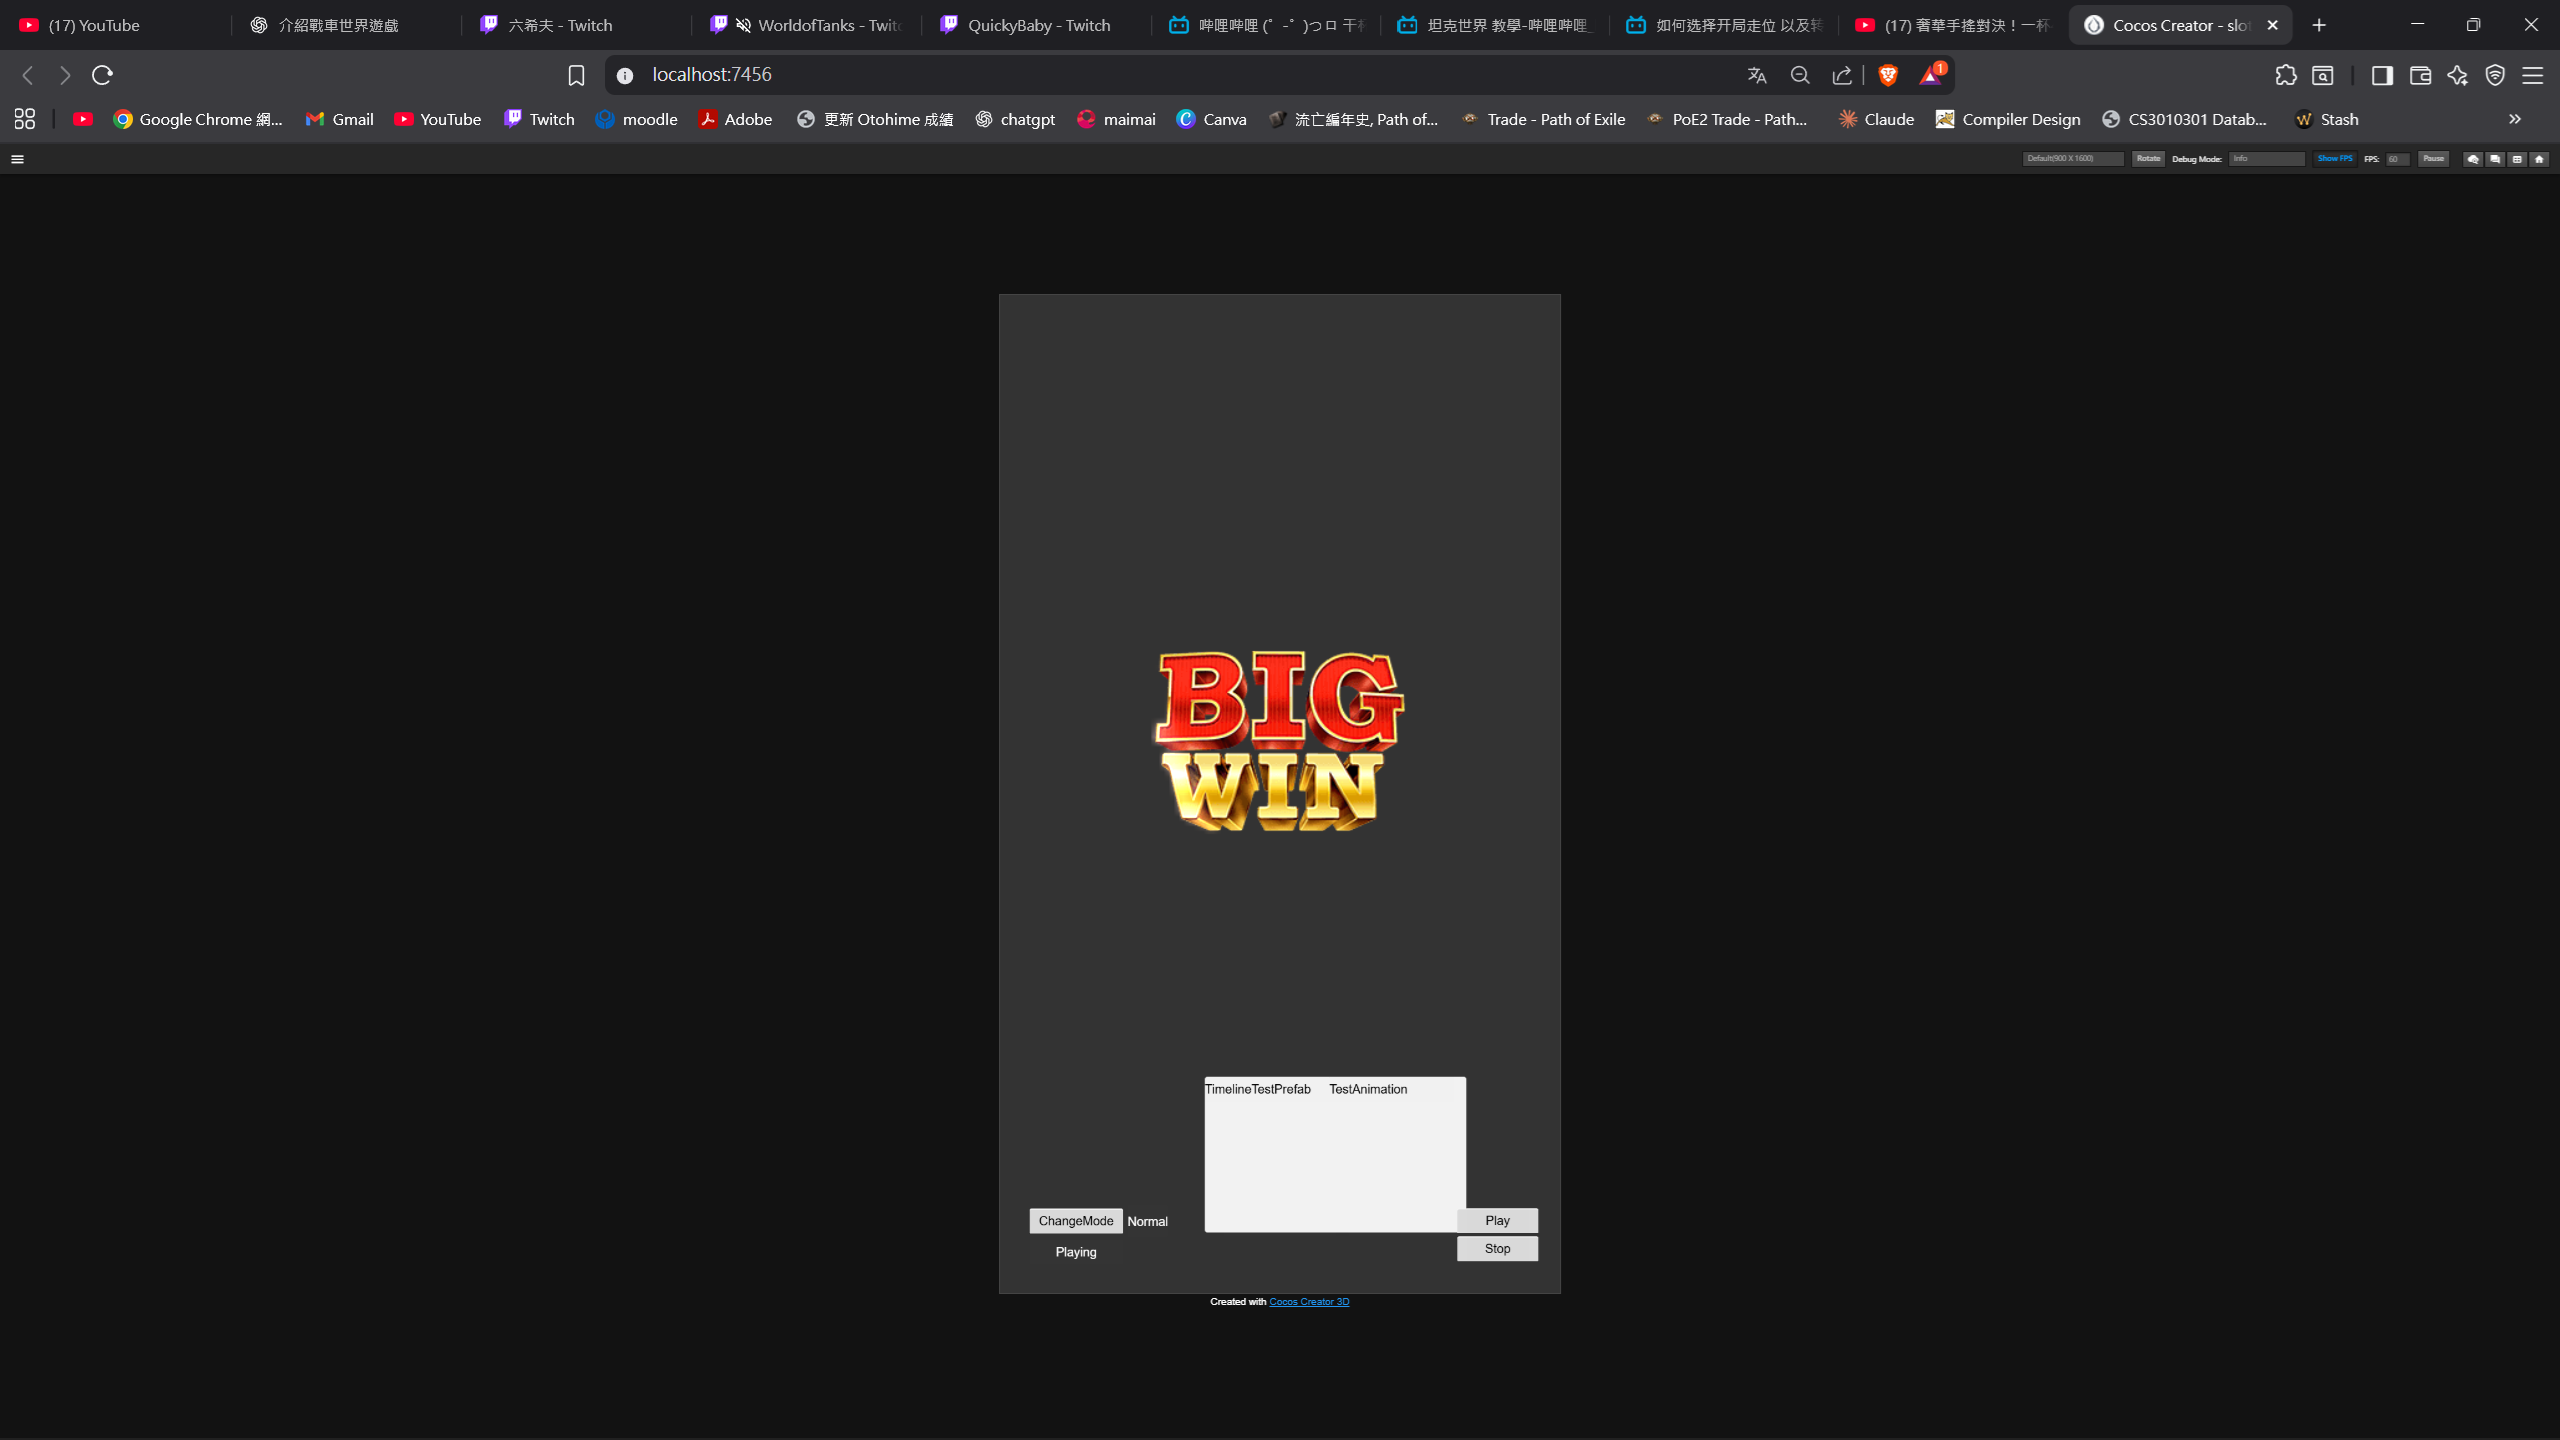 (17) YouTube
介紹戰車世界遊戲
六希夫 - Twitch
WorldofTanks - Twitc
QuickyBaby - Twitch
哔哩哔哩 (゜-゜)つロ 干杯
坦克世界 教學-哔哩哔哩_
如何选择开局走位 以及转
(17) 奢華手搖對決！一杯
Cocos Creator - slot
localhost:7456
1
Google Chrome 網...
Gmail
YouTube
Twitch
moodle
Adobe
更新 Otohime 成績
chatgpt
maimai
Canva
流亡編年史, Path of...
Trade - Path of Exile
PoE2 Trade - Path...
Claude
Compiler Design
CS3010301 Datab...
Stash
Default(900 X 1600)
Rotate
Debug Mode:
Info
Show FPS
FPS:
60
Pause
BIG
WIN
TimelineTestPrefab TestAnimation
ChangeMode
Normal
Play
Playing
Stop
Created with Cocos Creator 3D